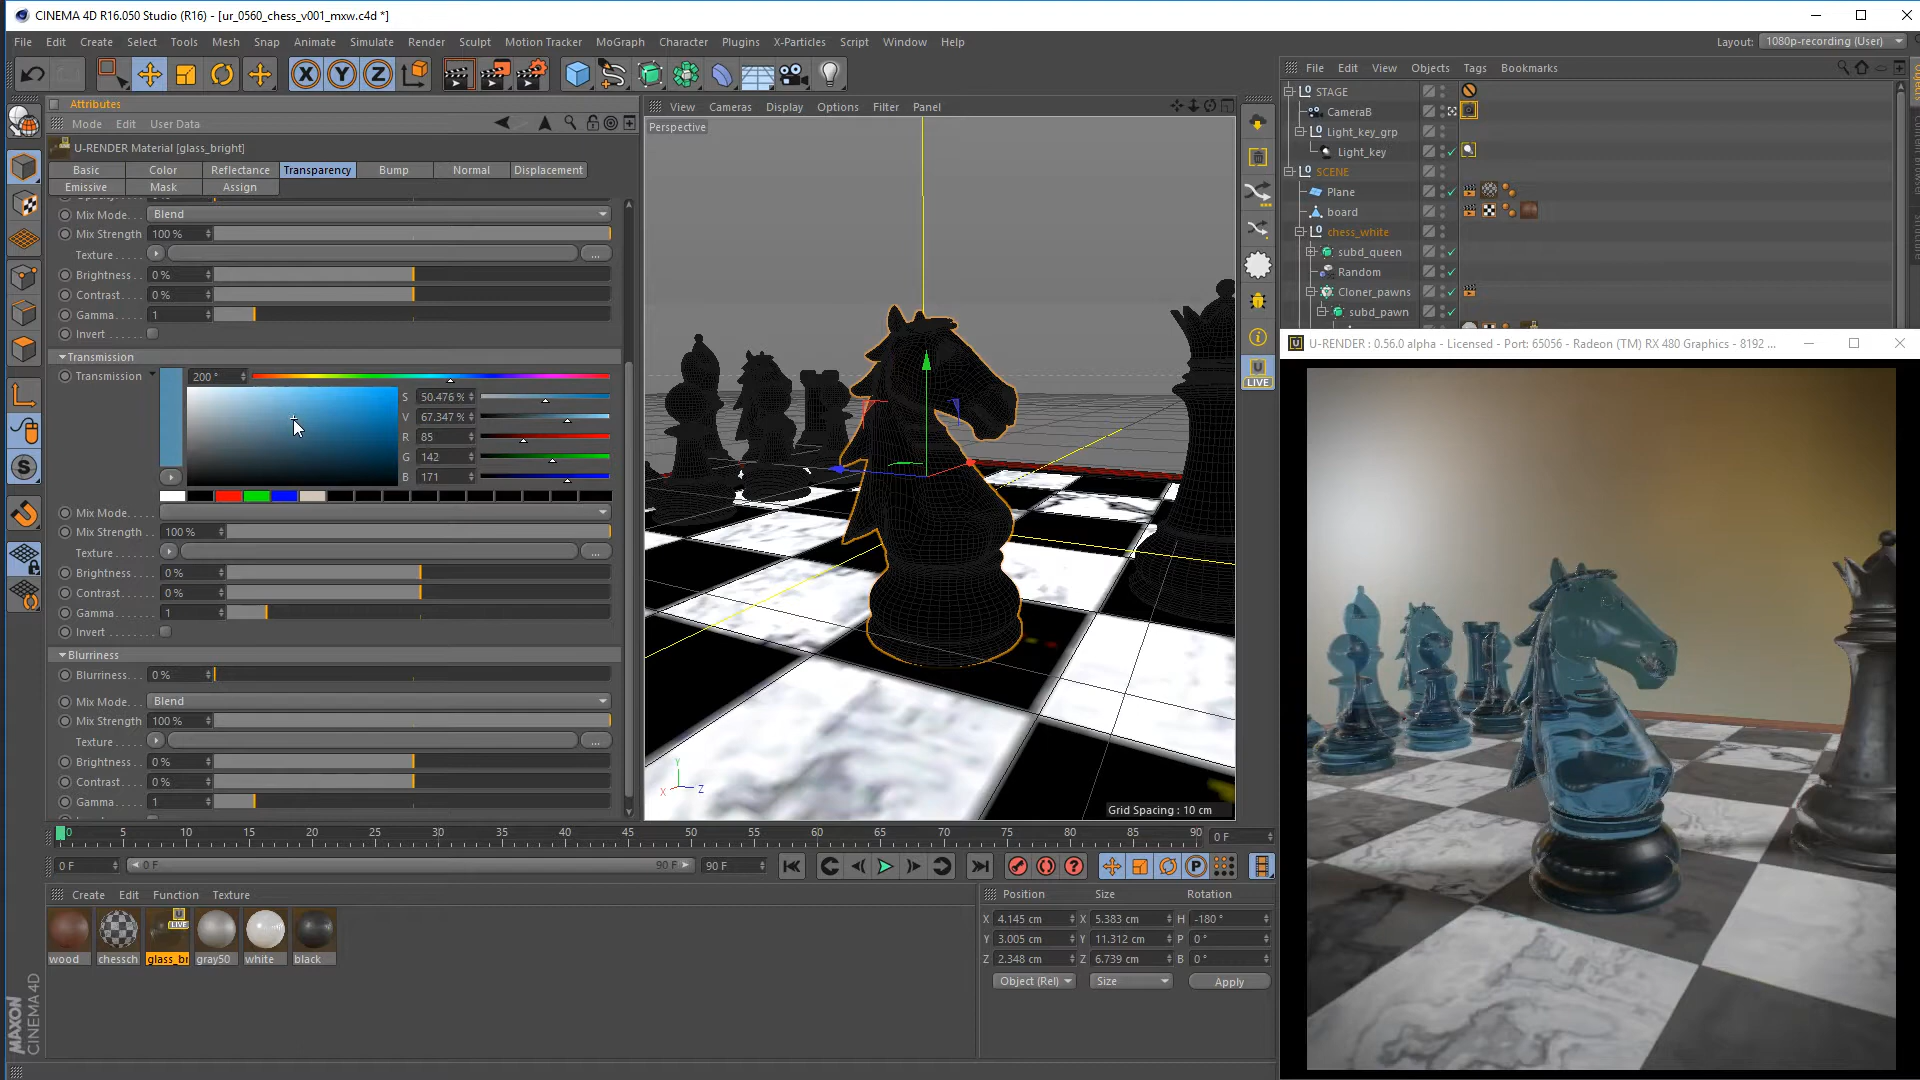 CINEMA 4D R16.050 Studio (R16) - [ur_0560_chess_v001_mxw.c4d *]
File Edit Create Select Tools Mesh Snap Animate Simulate Render Sculpt Motion Tracker MoGraph Character Plugins X-Particles Script Window Help
Layout: 1080p-recording (User)
Attributes
Mode Edit User Data
U-RENDER Material [glass_bright]
Basic Color Reflectance Transparency Bump Normal Displacement
Emissive Mask Assign
Mix Mode. . . Blend
Mix Strength 100 %
Texture . . . . . ...
Brightness . . 0 %
Contrast. . . . 0 %
Gamma . . . . 1
Invert . . . . .
Transmission
Transmission 200 °
S 50.476 %
V 67.347 %
R 85
G 142
B 171
Mix Mode. . . .
Mix Strength . 100 %
Texture . . . . . ...
Brightness . . . 0 %
Contrast. . . . . 0 %
Gamma . . . . . 1
Invert . . . . . .
Blurriness
Blurriness. . . 0 %
Mix Mode. . . Blend
Mix Strength 100 %
Texture . . . . . ...
Brightness . . 0 %
Contrast. . . . 0 %
Gamma . . . . 1
View Cameras Display Options Filter Panel
Perspective
Y
X Z
Grid Spacing : 10 cm
LIVE
File Edit View Objects Tags Bookmarks
STAGE
CameraB
Light_key_grp
Light_key
SCENE
Plane
board
chess_white
subd_queen
Random
Cloner_pawns
subd_pawn
Objects
Structure
U-RENDER : 0.56.0 alpha - Licensed - Port: 65056 - Radeon (TM) RX 480 Graphics - 8192 ...
0 5 10 15 20 25 30 35 40 45 50 55 60 65 70 75 80 85 90 0 F
0 F 0 F 90 F 90 F
Create Edit Function Texture
LIVE
wood chessch glass_br gray50 white black
Position Size Rotation
X 4.145 cm X 5.383 cm H -180 °
Y 3.005 cm Y 11.312 cm P 0 °
Z 2.348 cm Z 6.739 cm B 0 °
Object (Rel) Size Apply
MAXON
CINEMA 4D